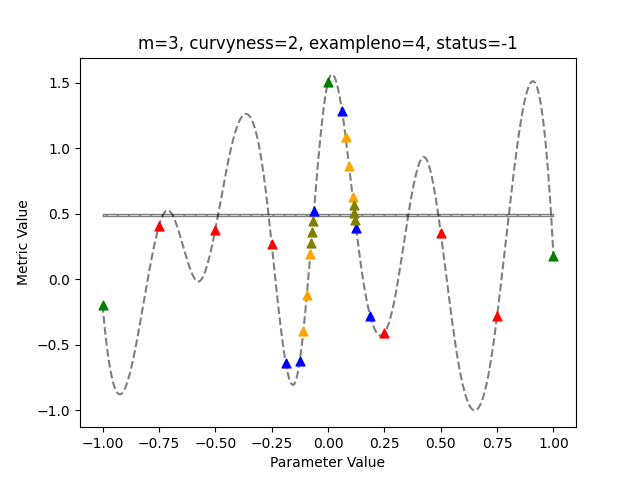 m=3, curvyness=2, exampleno=4, status=-1
Metric Value
1.5
1.0
0.5
0.0
−0.5
−1.0
−1.00 −0.75 −0.50 −0.25 0.00 0.25 0.50 0.75 1.00
Parameter Value